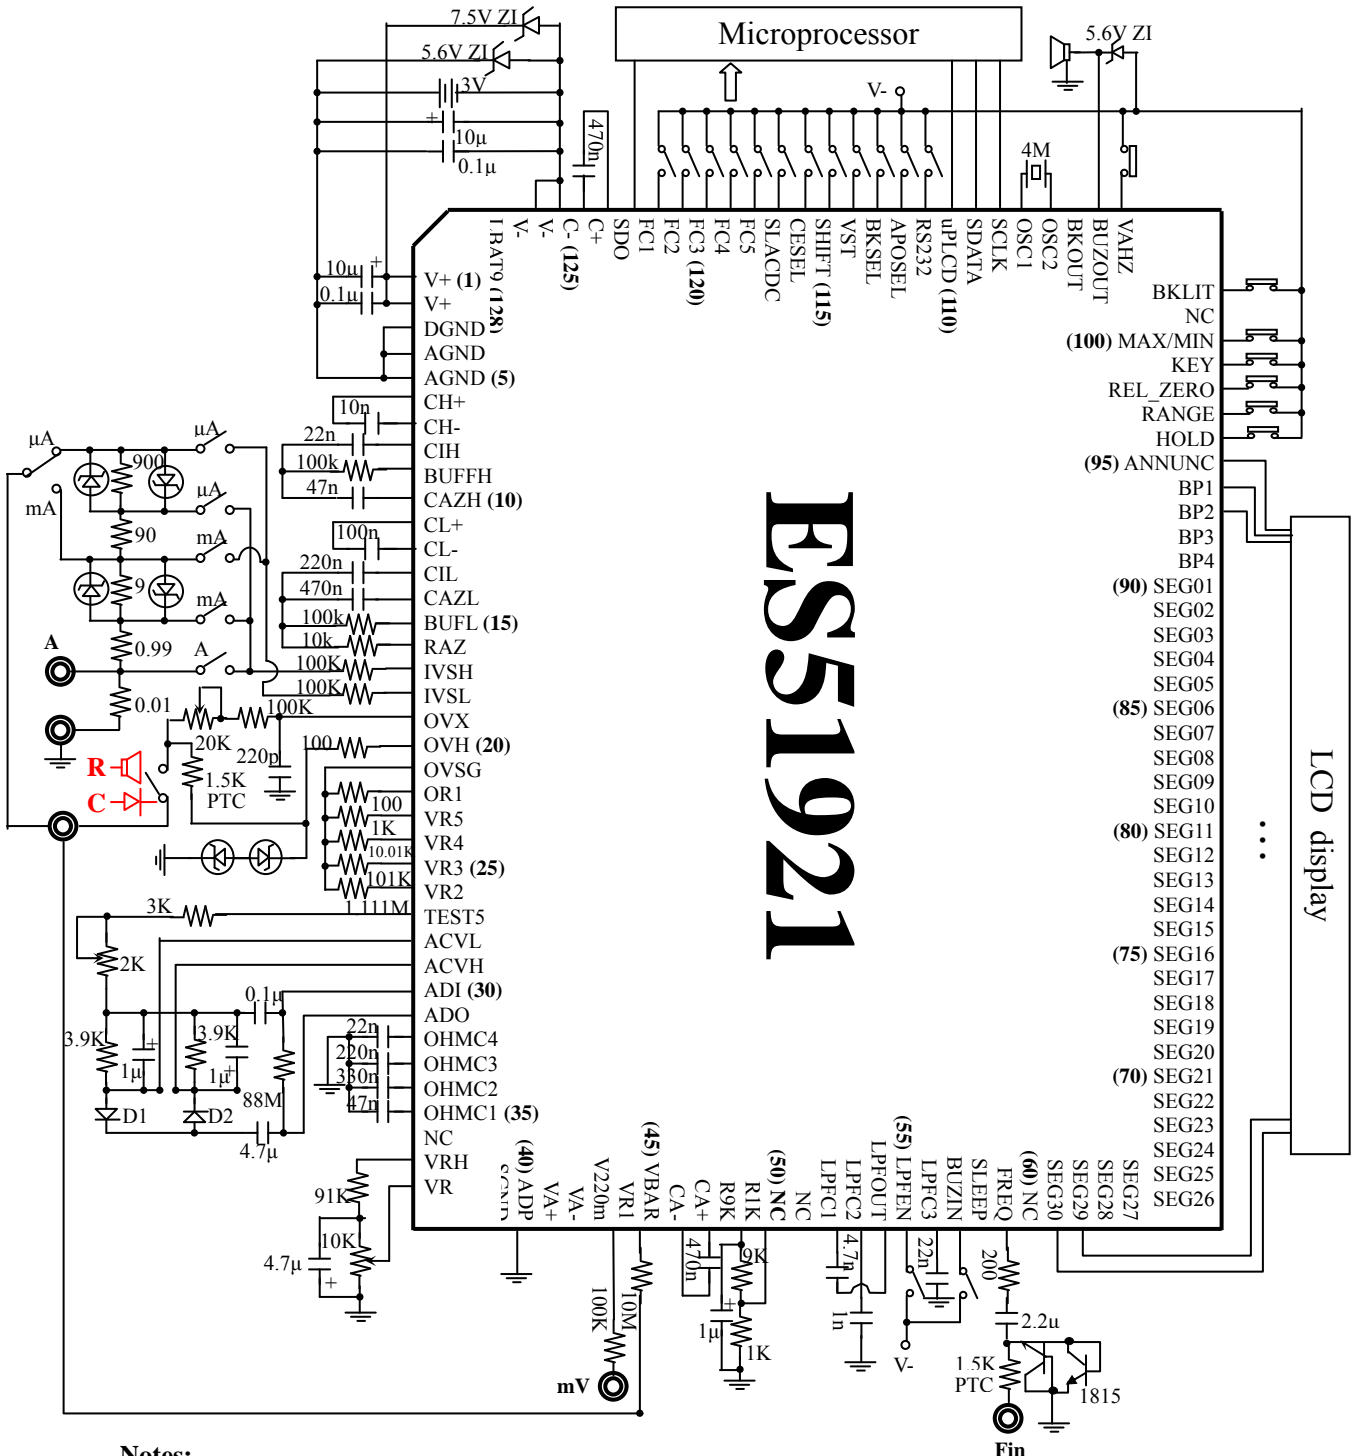 7.5V ZI
5.6V ZI
3V
+
10µ
0.1µ
470n
Microprocessor
V-
5.6V ZI
4M
LBAT9 (128)
V-
V-
C- (125)
C+
SDO
FC1
FC2
FC3 (120)
FC4
FC5
SLACDC
CESEL
SHIFT (115)
VST
BKSEL
APOSEL
RS232
uPLCD (110)
SDATA
SCLK
OSC1
OSC2
BKOUT
BUZOUT
VAHZ
10µ
+
0.1µ
V+ (1)
V+
DGND
AGND
AGND (5)
CH+
CH-
CIH
BUFFH
CAZH (10)
CL+
CL-
CIL
CAZL
BUFL (15)
RAZ
IVSH
IVSL
OVX
OVH (20)
OVSG
OR1
VR5
VR4
VR3 (25)
VR2
TEST5
ACVL
ACVH
ADI (30)
ADO
OHMC4
OHMC3
OHMC2
OHMC1 (35)
NC
VRH
VR
10n
22n
100k
47n
100n
220n
470n
100k
10k
100K
100K
100K
20K
220p
100
100
1K
10.01K
101K
1.111M
µA
mA
900
90
9
0.99
0.01
µA
µA
mA
mA
A
A
R
C
1.5K
PTC
3K
2K
0.1µ
3.9K
+
1µ
3.9K
1µ
+
88M
D1
D2
4.7µ
22n
220n
330n
47n
91K
10K
4.7µ
+
ES51921
BKLIT
NC
(100) MAX/MIN
KEY
REL_ZERO
RANGE
HOLD
(95) ANNUNC
BP1
BP2
BP3
BP4
(90) SEG01
SEG02
SEG03
SEG04
SEG05
(85) SEG06
SEG07
SEG08
SEG09
SEG10
(80) SEG11
SEG12
SEG13
SEG14
SEG15
(75) SEG16
SEG17
SEG18
SEG19
SEG20
(70) SEG21
SEG22
SEG23
SEG24
SEG25
SEG26
LCD display
...
SGND
(40) ADP
VA+
VA-
V220m
VR1
(45) VBAR
CA-
CA+
R9K
R1K
(50) NC
NC
LPFC1
LPFC2
LPFOUT
(55) LPFEN
LPFC3
BUZIN
SLEEP
FREQ
(60) NC
SEG30
SEG29
SEG28
SEG27
100K
10M
470n
9K
+
1µ
1K
4.7n
1n
22n
V-
200
2.2u
1.5K
PTC
1815
mV
Fin
Notes: